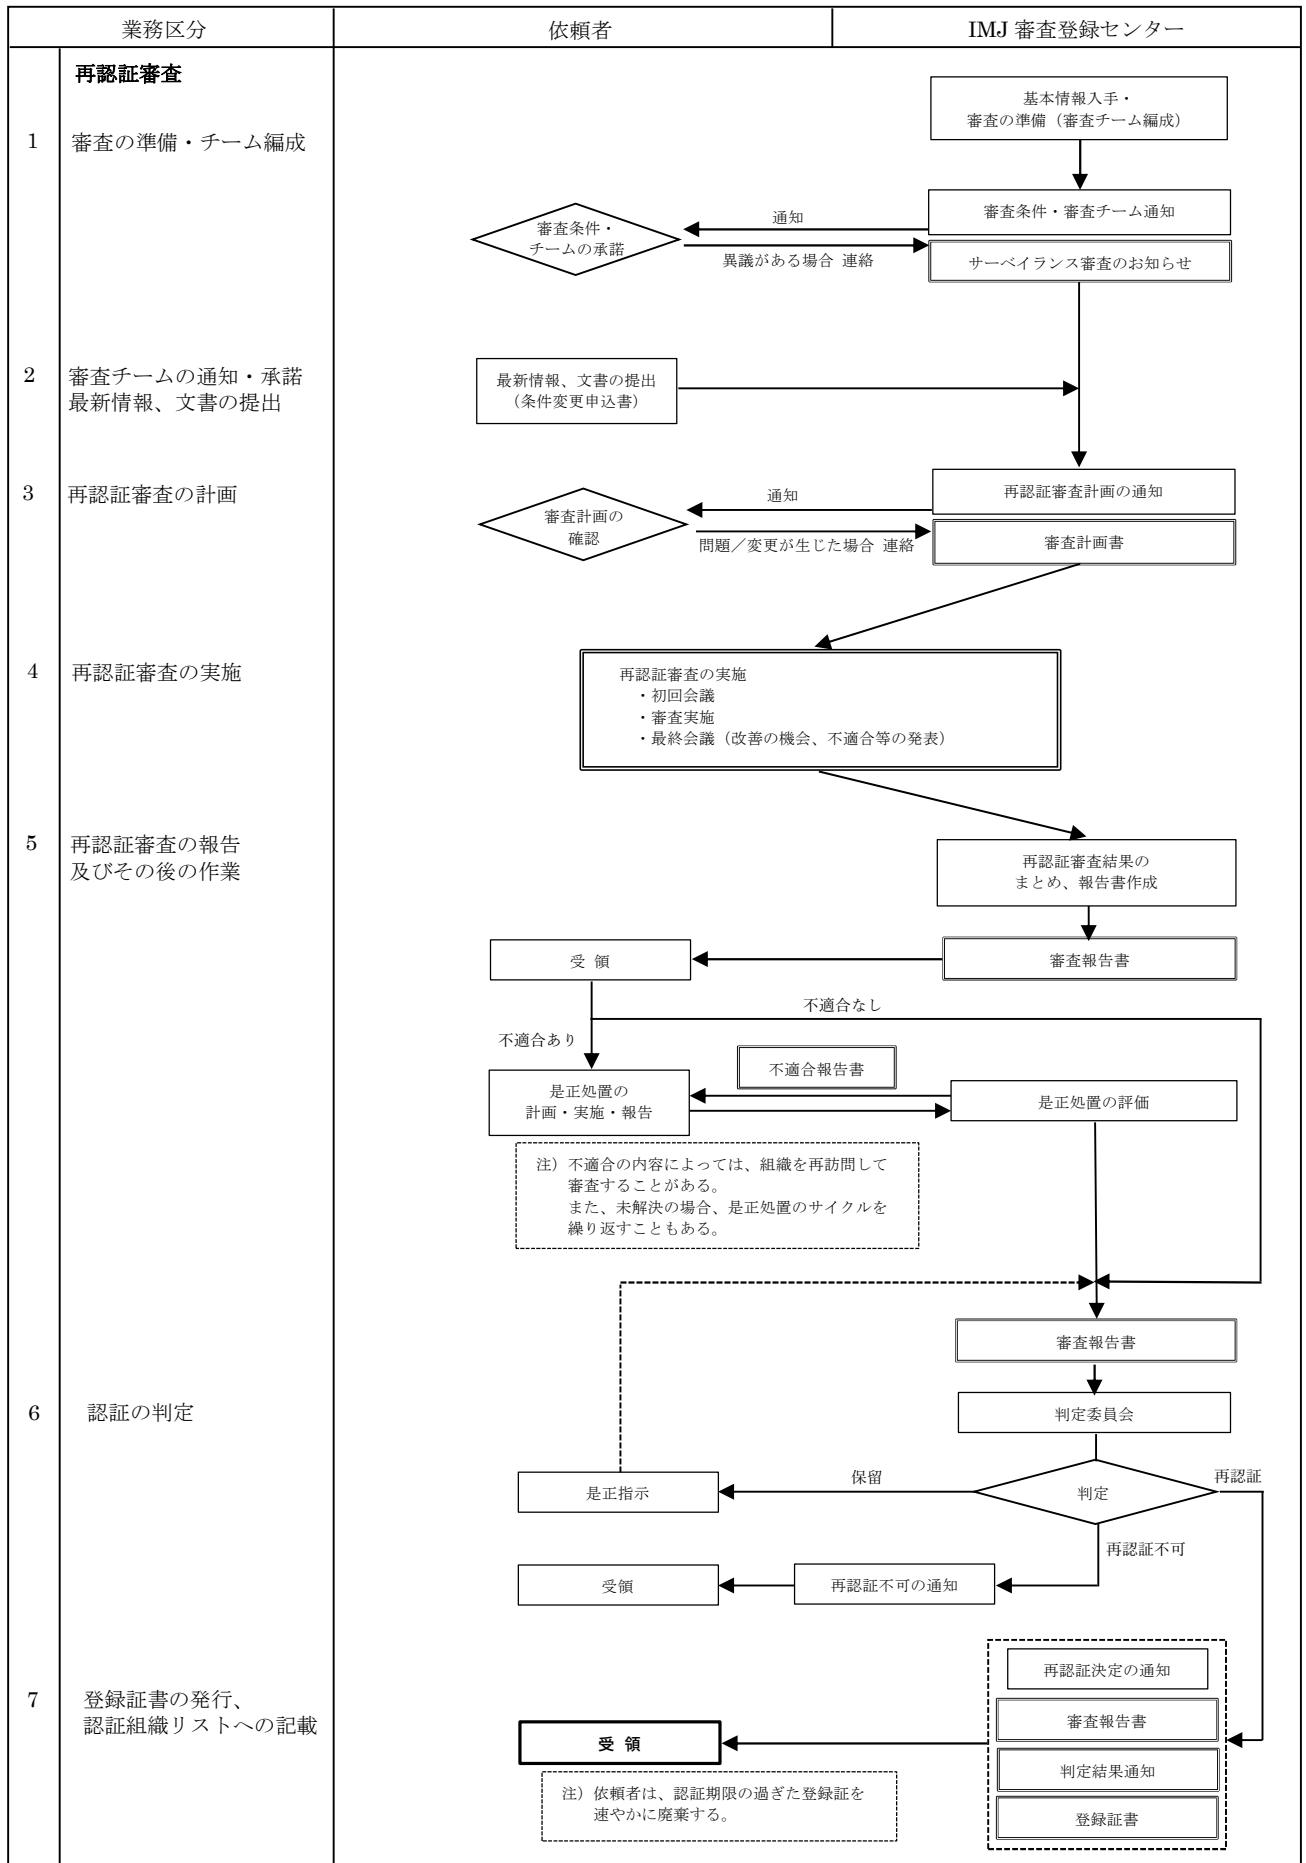 業務区分
依頼者
IMJ 審査登録センター
再認証審査
基本情報入手・
審査の準備（審査チーム編成）
1
審査の準備・チーム編成
審査条件・審査チーム通知
通知
審査条件・
チームの承諾
異議がある場合 連絡
サーベイランス審査のお知らせ
2
審査チームの通知・承諾
最新情報、文書の提出
最新情報、文書の提出
（条件変更申込書）
3
再認証審査の計画
再認証審査計画の通知
通知
審査計画の
確認
問題／変更が生じた場合 連絡
審査計画書
4
再認証審査の実施
再認証審査の実施
・初回会議
・審査実施
・最終会議（改善の機会、不適合等の発表）
5
再認証審査の報告
及びその後の作業
再認証審査結果の
まとめ、報告書作成
受 領
審査報告書
不適合なし
不適合あり
不適合報告書
是正処置の
計画・実施・報告
是正処置の評価
注）不適合の内容によっては、組織を再訪問して
審査することがある。
また、未解決の場合、是正処置のサイクルを
繰り返すこともある。
審査報告書
6
認証の判定
判定委員会
保留
再認証
是正指示
判定
再認証不可
受領
再認証不可の通知
再認証決定の通知
7
登録証書の発行、
認証組織リストへの記載
審査報告書
受 領
判定結果通知
注）依頼者は、認証期限の過ぎた登録証を
速やかに廃棄する。
登録証書